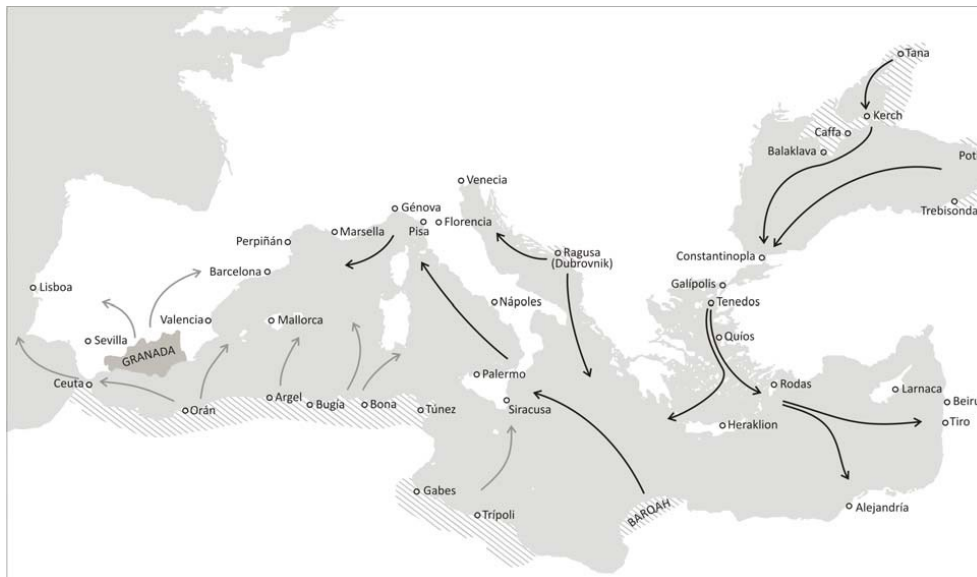 Tana
Kerch
Caffa
Balaklava
Pot
Trebisonda
Venecia
Génova
Pisa
Florencia
Marsella
Perpiñán
Ragusa
(Dubrovnik)
Constantinopla
Barcelona
Lisboa
Galípolis
Tenedos
Nápoles
Valencia
Mallorca
Sevilla
GRANADA
Quíos
Palermo
Ceuta
Rodas
Larnaca
Orán
Argel
Bugía
Bona
Túnez
Siracusa
Beiru
Tiro
Heraklion
Gabes
Trípoli
BARQAH
Alejandría